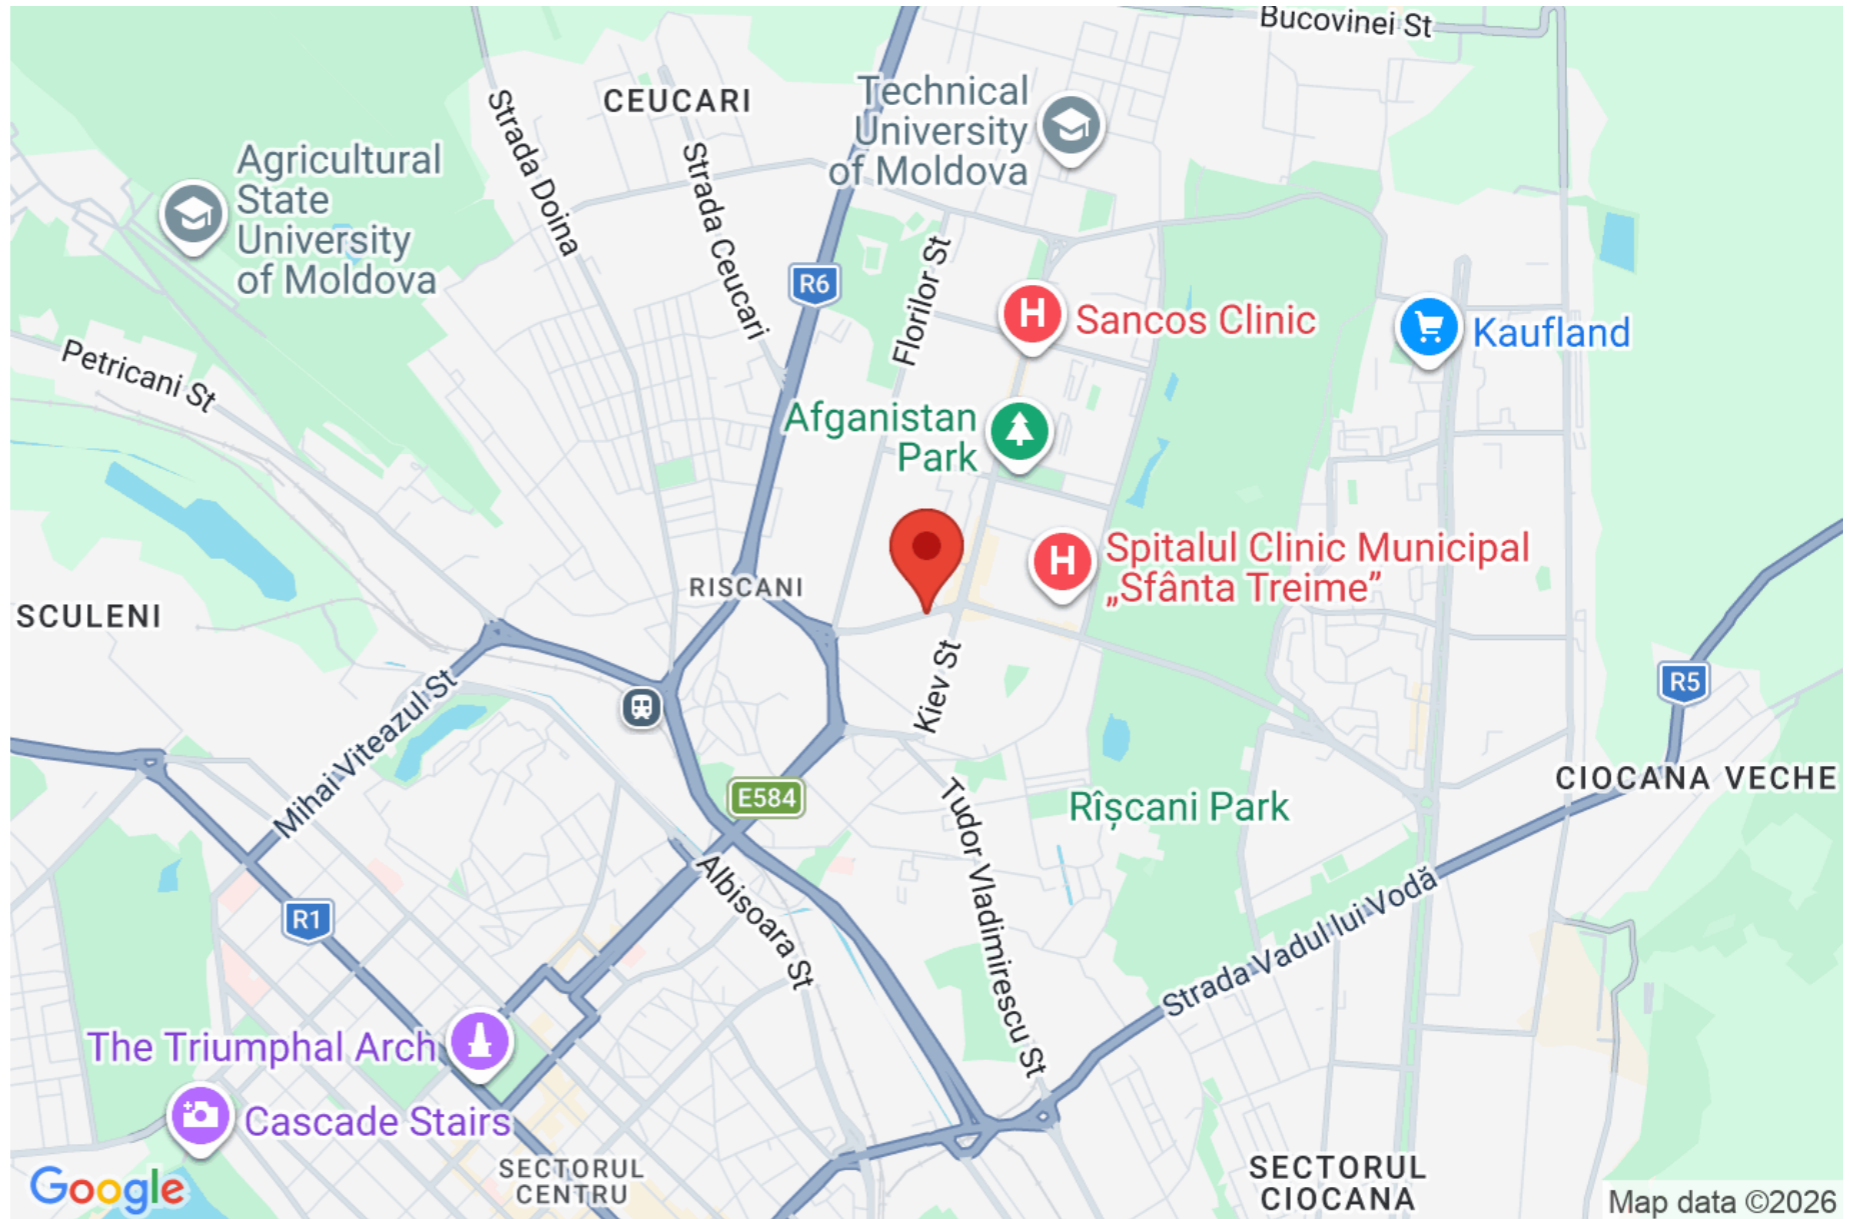 Bucovinei St
CEUCARI
Technical
University
of Moldova
Strada Doina
Strada Ceucari
Agricultural
State
University
of Moldova
R6
Florilor St
Sancos Clinic
Kaufland
Petricani St
Afganistan
Park
Spitalul Clinic Municipal
„Sfânta Treime”
RISCANI
SCULENI
Kiev St
Mihai Viteazul St
R5
CIOCANA VECHE
E584
Rîșcani Park
Tudor Vladimirescu St
Albisoara St
R1
Strada Vadul lui Vodă
The Triumphal Arch
Cascade Stairs
SECTORUL
CENTRU
SECTORUL
CIOCANA
Google
Map data ©2026